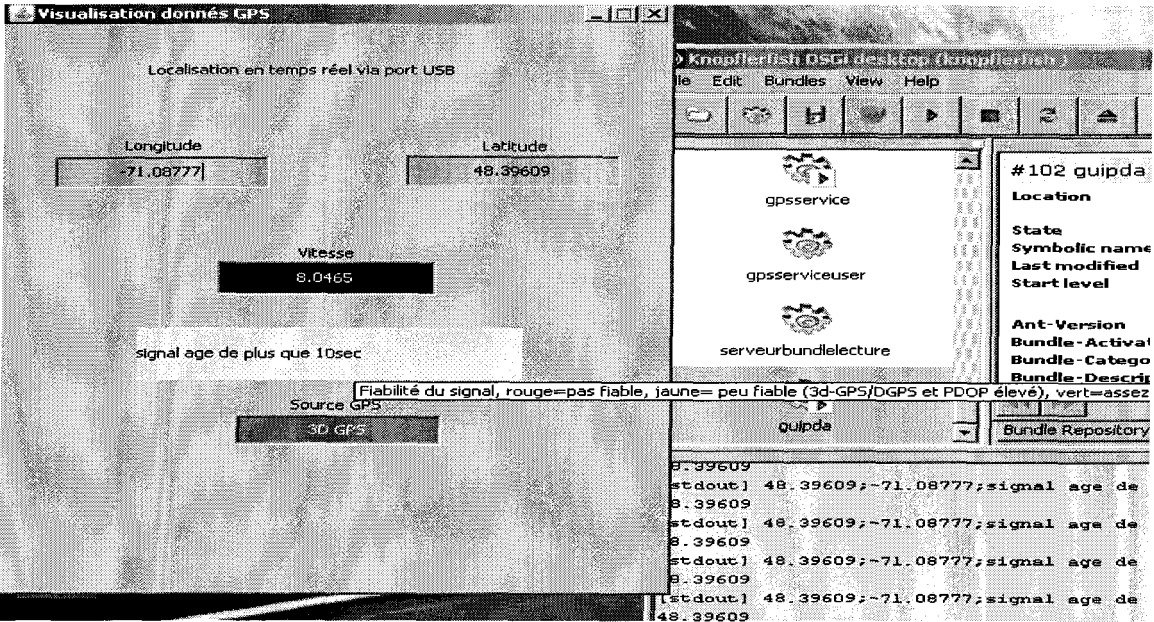 Visualisation donnés GPS
Localisation en temps réel via port USB
Longitude
Latitude
-71.08777
48.39609
Vitesse
8.0465
signal age de plus que 10sec
Fiabilité du signal, rouge=pas fiable, jaune= peu fiable (3d-GPS/DGPS et PDOP élevé), vert=assez
Source GPS
3D GPS
Knopflerfish OSGi desktop (knopflerfish)
le Edit Bundles View Help
gpsservice
gpsserviceuser
serveurbundlelecture
guipda
#102 guipda
Location
State
Symbolic name
Last modified
Start level
Ant-Version
Bundle-Activat
Bundle-Catego
Bundle-Descrip
Bundle Repository
8.39609
stdout] 48.39609;-71.08777;signal age de
8.39609
stdout] 48.39609;-71.08777;signal age de
8.39609
stdout] 48.39609;-71.08777;signal age de
8.39609
[stdout] 48.39609;-71.08777;signal age de
48.39609